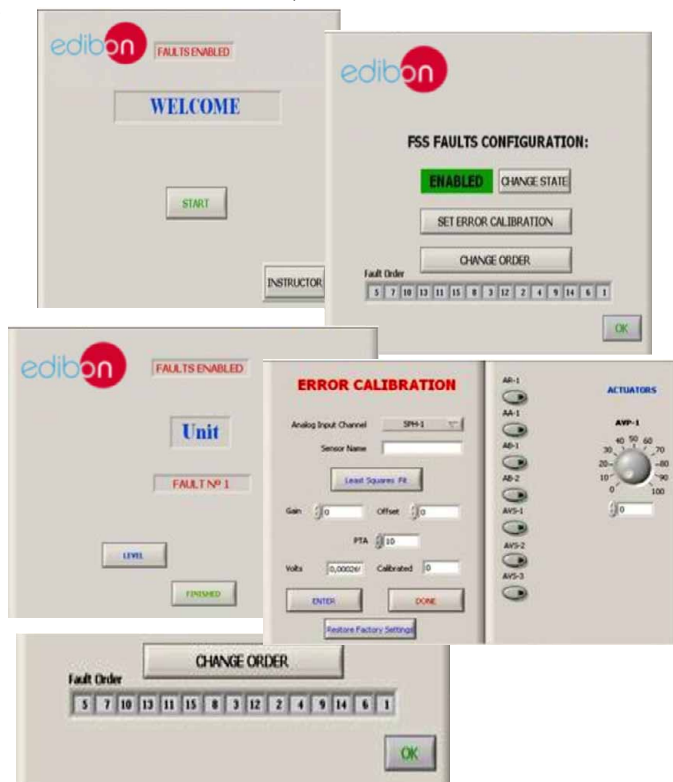 edibon FAULTS ENABLED
WELCOME
START
INSTRUCTOR
edibon
FSS FAULTS CONFIGURATION:
ENABLED CHANGE STATE
SET ERROR CALIBRATION
CHANGE ORDER
Fault Order
5 7 10 13 11 15 8 3 12 2 4 9 14 6 1
OK
edibon FAULTS ENABLED
Unit
FAULT Nº 1
LEVEL
FINISHED
ERROR CALIBRATION
Analog Input Channel SPH-1
Sensor Name
Least Squares Fit
Gain 0 Offset 0
PTA 10
Volts Calibrated 0
ENTER DONE
Restore Factory Settings
AR-1
AA-1
AB-1
AB-2
AVS-1
AVS-2
AVS-3
ACTUATORS
AVP-1
0 10 20 30 40 50 60 70 80 90 100
0
CHANGE ORDER
Fault Order
5 7 10 13 11 15 8 3 12 2 4 9 14 6 1
OK